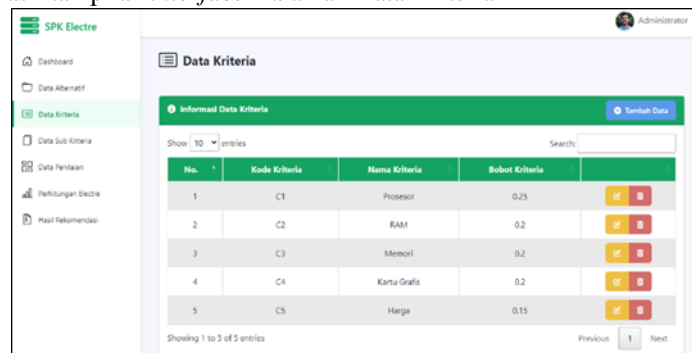 SPK Electre
Administrator
Dashboard
Data Alternatif
Data Kriteria
Data Sub Kriteria
Data Penilaian
Perhitungan Electre
Hasil Rekomendasi
Data Kriteria
Informasi Data Kriteria
Tambah Data
Show 10 entries
Search:
No. Kode Kriteria Nama Kriteria Bobot Kriteria
1 C1 Prosesor 0.25
2 C2 RAM 0.2
3 C3 Memori 0.2
4 C4 Kartu Grafis 0.2
5 C5 Harga 0.15
Showing 1 to 5 of 5 entries
Previous 1 Next